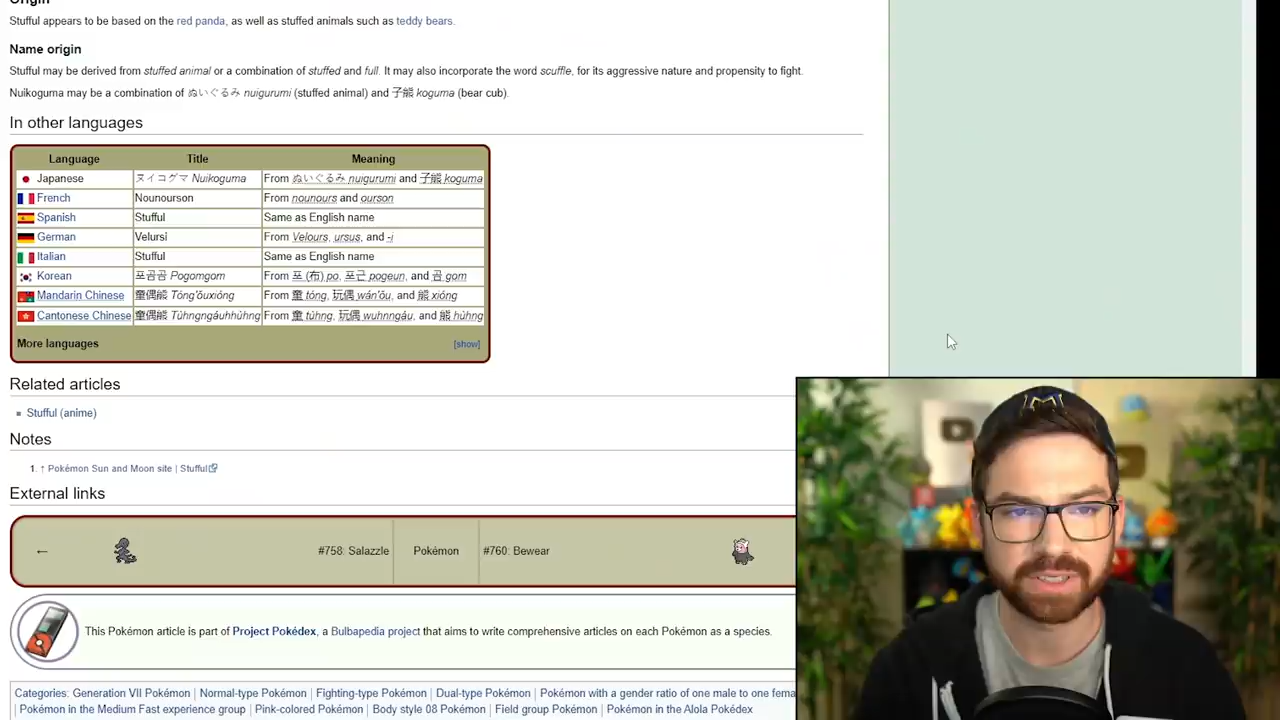 Origin
Stufful appears to be based on the red panda, as well as stuffed animals such as teddy bears.
Name origin
Stufful may be derived from stuffed animal or a combination of stuffed and full. It may also incorporate the word scuffle, for its aggressive nature and propensity to fight.
Nuikoguma may be a combination of ぬいぐるみ nuigurumi (stuffed animal) and 子熊 koguma (bear cub).
In other languages
Language Title Meaning
Japanese ヌイコグマ Nuikoguma From ぬいぐるみ nuigurumi and 子熊 koguma
French Nounourson From nounours and ourson
Spanish Stufful Same as English name
German Velursi From Velours, ursus, and -i
Italian Stufful Same as English name
Korean 포곰곰 Pogomgom From 포 (布) po, 포근 pogeun, and 곰 gom
Mandarin Chinese 童偶熊 Tóng'ǒuxióng From 童 tóng, 玩偶 wán'ǒu, and 熊 xióng
Cantonese Chinese 童偶熊 Tùhngngáuhhùhng From 童 tùhng, 玩偶 wuhnngáu, and 熊 hùhng
More languages [show]
Related articles
Stufful (anime)
Notes
1. ↑ Pokémon Sun and Moon site | Stufful
External links
← #758: Salazzle Pokémon #760: Bewear
This Pokémon article is part of Project Pokédex, a Bulbapedia project that aims to write comprehensive articles on each Pokémon as a species.
Categories: Generation VII Pokémon | Normal-type Pokémon | Fighting-type Pokémon | Dual-type Pokémon | Pokémon with a gender ratio of one male to one fema
| Pokémon in the Medium Fast experience group | Pink-colored Pokémon | Body style 08 Pokémon | Field group Pokémon | Pokémon in the Alola Pokédex